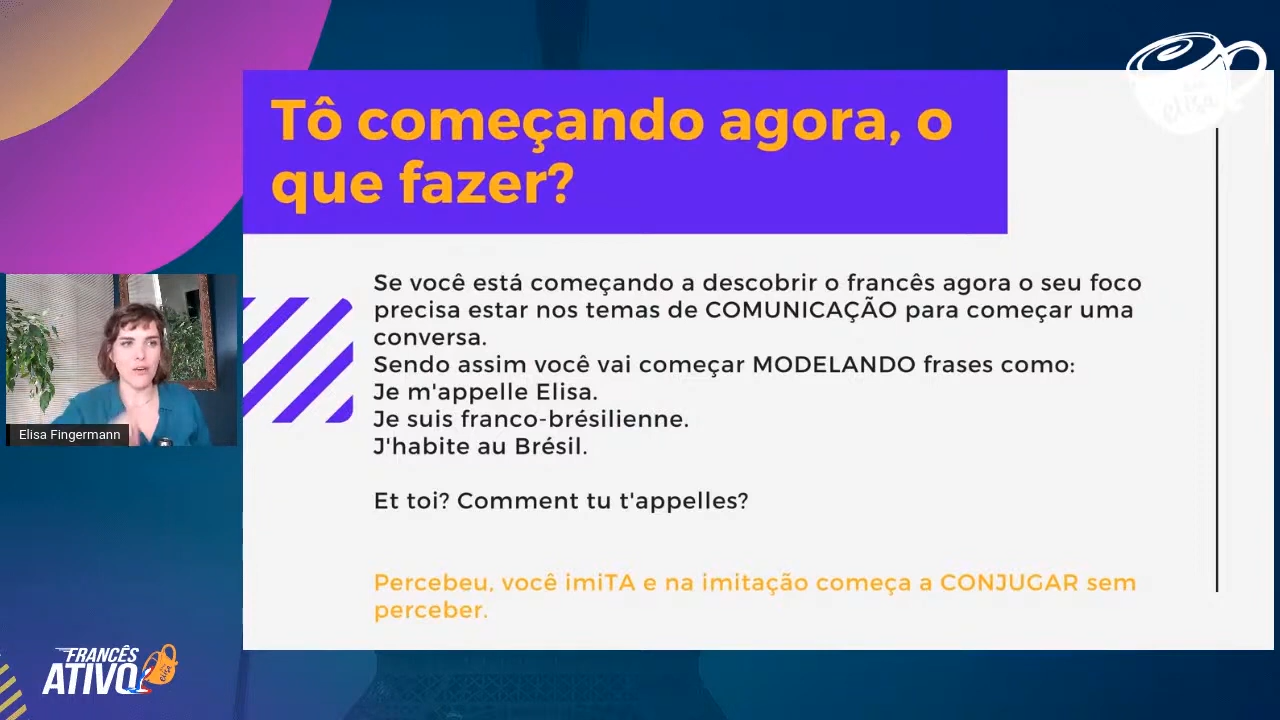 Tô começando agora, o
que fazer?
Se você está começando a descobrir o francês agora o seu foco
precisa estar nos temas de COMUNICAÇÃO para começar uma
conversa.
Sendo assim você vai começar MODELANDO frases como:
Je m'appelle Elisa.
Je suis franco-brésilienne.
J'habite au Brésil.
Et toi? Comment tu t'appelles?
Percebeu, você imiTA e na imitação começa a CONJUGAR sem
perceber.
Elisa Fingermann
FRANCÊS
ATIVO
elisa